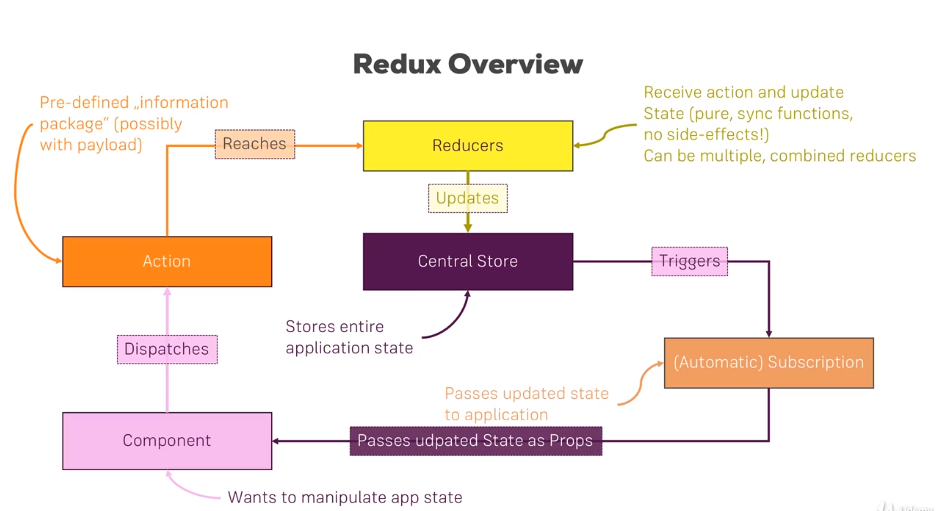 Redux Overview
Pre-defined „information
package“ (possibly
with payload)
Reaches
Reducers
Receive action and update
State (pure, sync functions,
no side-effects!)
Can be multiple, combined reducers
Updates
Action
Central Store
Triggers
Stores entire
application state
Dispatches
(Automatic) Subscription
Passes updated state
to application
Component
Passes udpated State as Props
Wants to manipulate app state